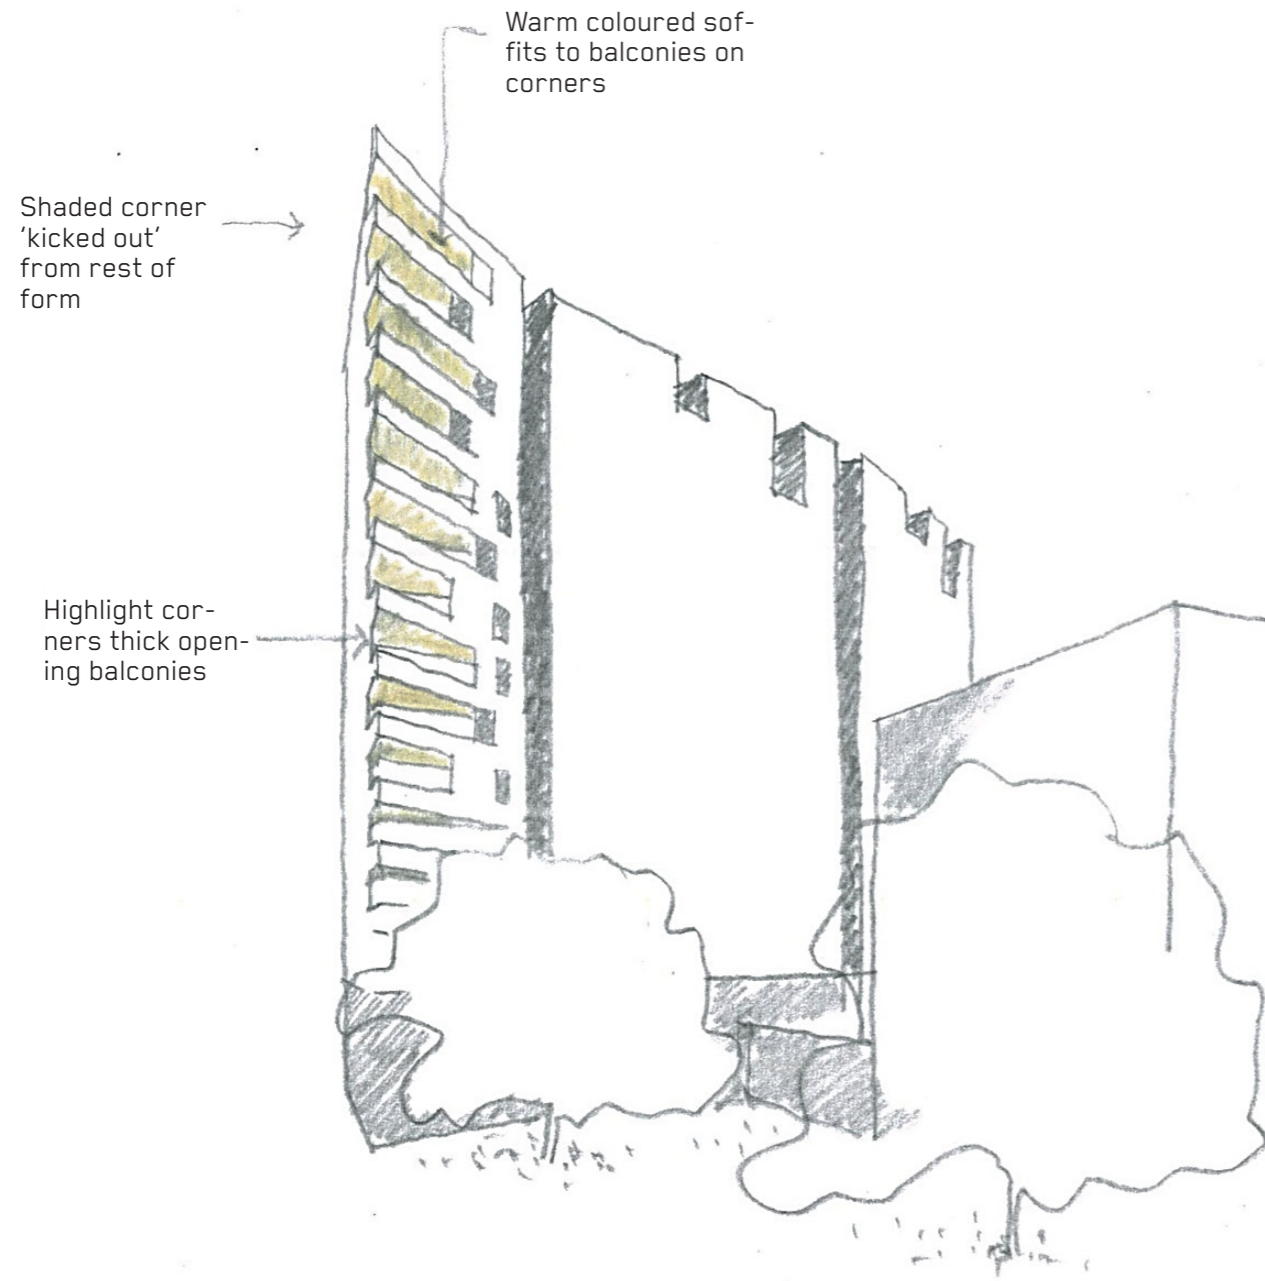 Warm coloured sof-
fits to balconies on
corners
Shaded corner
‘kicked out’
from rest of
form
Highlight cor-
ners thick open-
ing balconies